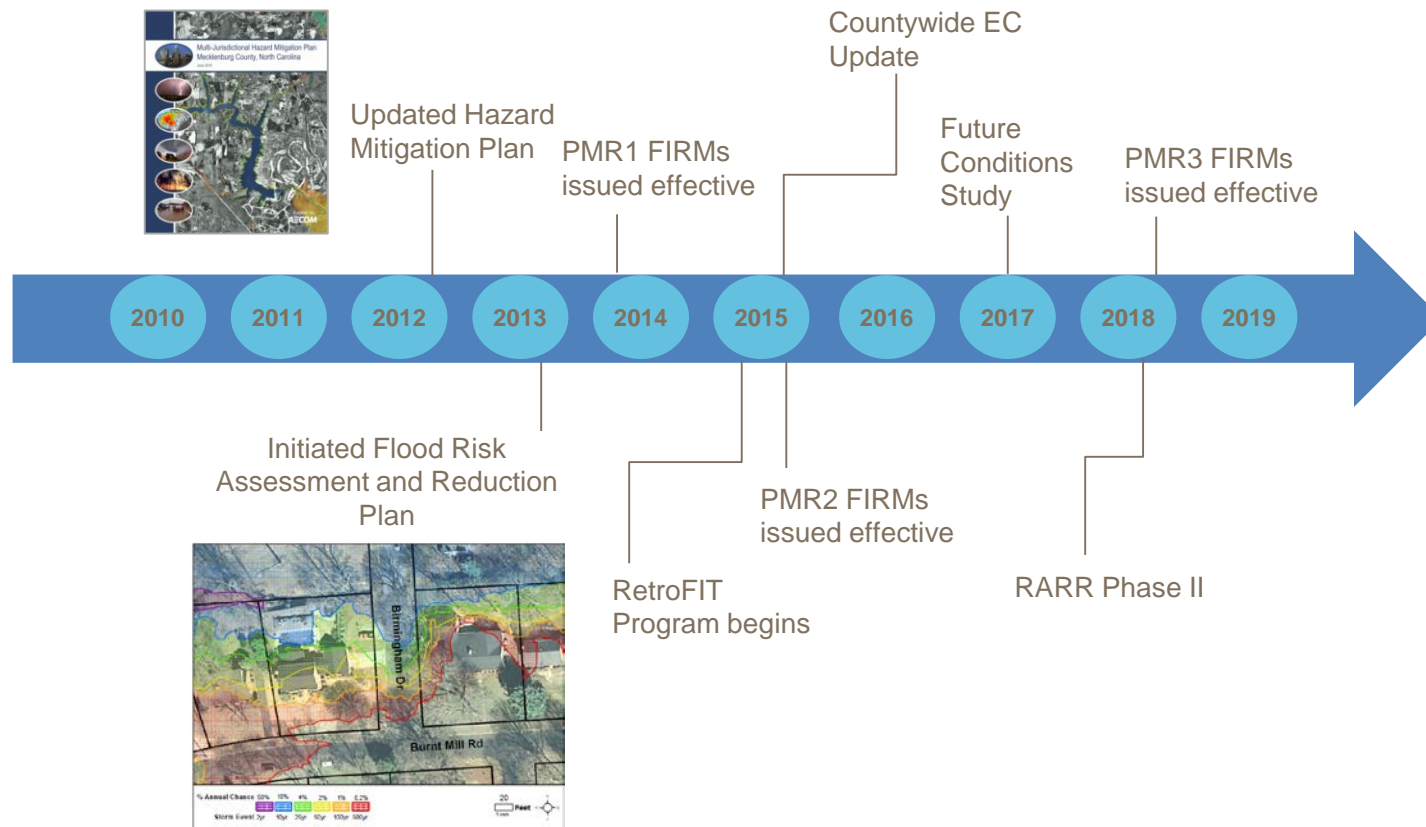 Multi-Jurisdictional Hazard Mitigation Plan
Mecklenburg County, North Carolina
AECOM
Updated Hazard
Mitigation Plan
PMR1 FIRMs
issued effective
Countywide EC
Update
Future
Conditions
Study
PMR3 FIRMs
issued effective
2010
2011
2012
2013
2014
2015
2016
2017
2018
2019
Initiated Flood Risk
Assessment and Reduction
Plan
RetroFIT
Program begins
PMR2 FIRMs
issued effective
RARR Phase II
Birmingham Dr
Burnt Mill Rd
% Annual Chance 50% 10% 4% 2% 1% 0.2%
Storm Event 2yr 10yr 25yr 50yr 100yr 500yr
20
Feet